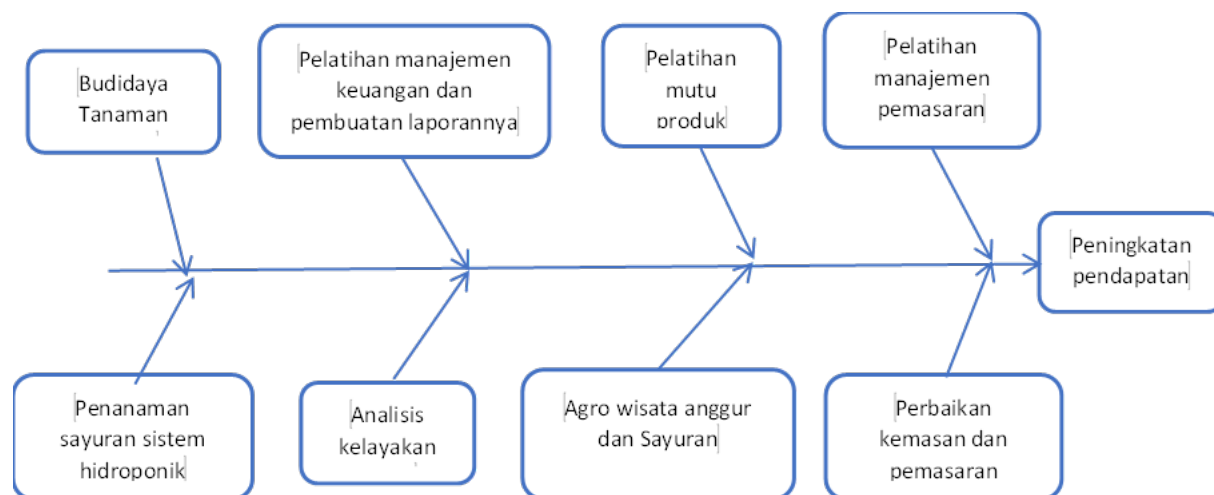 Budidaya
Tanaman
Pelatihan manajemen
keuangan dan
pembuatan laporannya
Pelatihan
mutu
produk
Pelatihan
manajemen
pemasaran
Peningkatan
pendapatan
Penanaman
sayuran sistem
hidroponik
Analisis
kelayakan
Agro wisata anggur
dan Sayuran
Perbaikan
kemasan dan
pemasaran